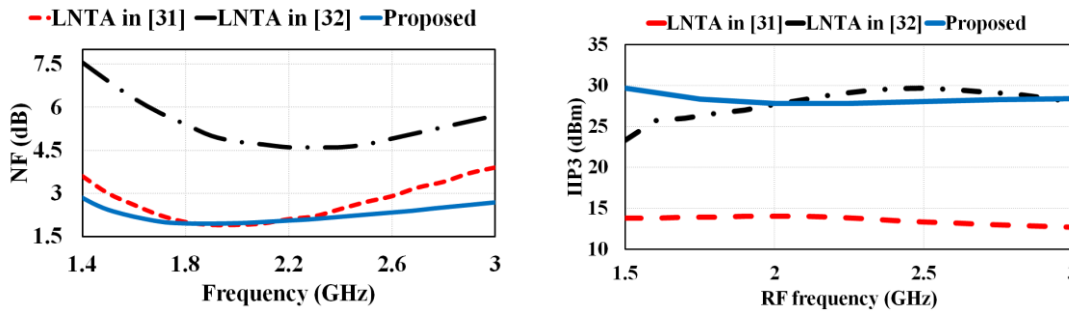 LNTA in [31] LNTA in [32] Proposed
NF (dB)
7.5
6
4.5
3
1.5
1.4 1.8 2.2 2.6 3
Frequency (GHz)
LNTA in [31] LNTA in [32] Proposed
IIP3 (dBm)
35
30
25
20
15
10
1.5 2 2.5
RF frequency (GHz)